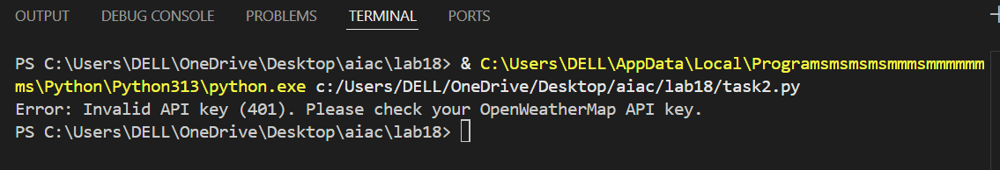 OUTPUT DEBUG CONSOLE PROBLEMS TERMINAL PORTS
PS C:\Users\DELL\OneDrive\Desktop\aiac\lab18> & C:\Users\DELL\AppData\Local\Programsmsmsmsmmmsmmmmmm
ms\Python\Python313\python.exe c:/Users/DELL/OneDrive/Desktop/aiac/lab18/task2.py
Error: Invalid API key (401). Please check your OpenWeatherMap API key.
PS C:\Users\DELL\OneDrive\Desktop\aiac\lab18>